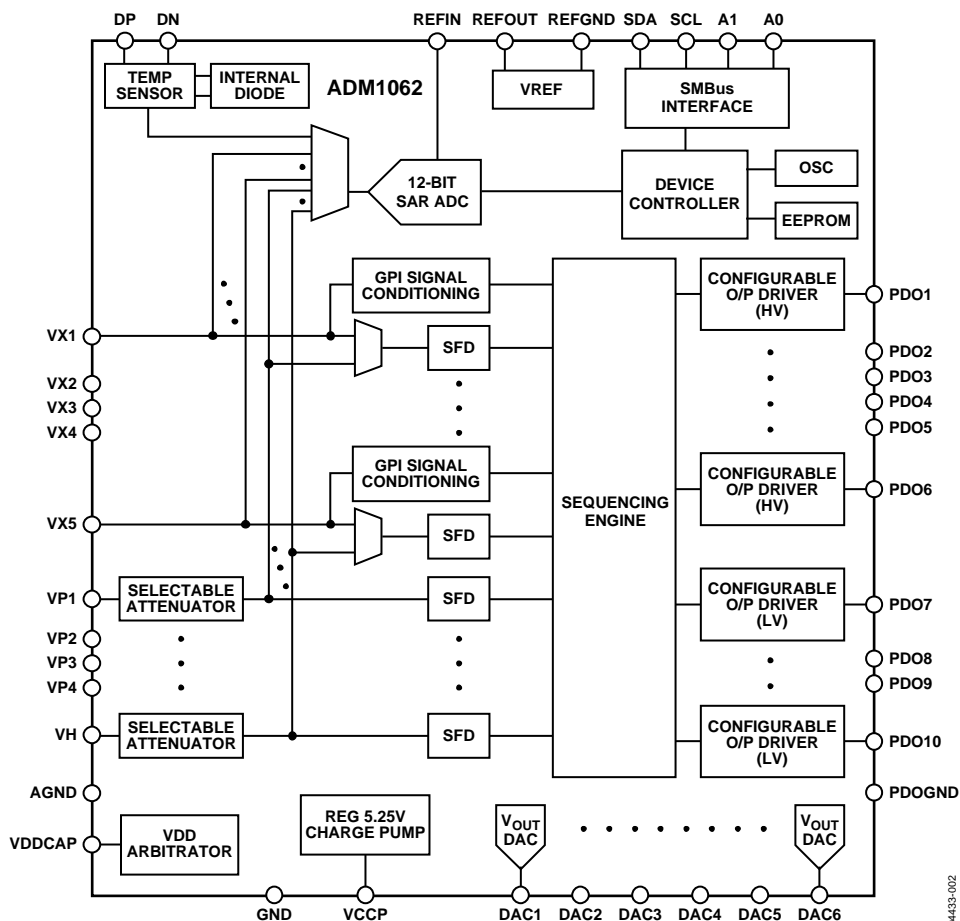 DP DN REFIN REFOUT REFGND SDA SCL A1 A0
TEMP
SENSOR
INTERNAL
DIODE
ADM1062
VREF
SMBus
INTERFACE
12-BIT
SAR ADC
DEVICE
CONTROLLER
OSC
EEPROM
GPI SIGNAL
CONDITIONING
CONFIGURABLE
O/P DRIVER
(HV)
PDO1
VX1
SFD
PDO2
VX2
PDO3
VX3
PDO4
VX4
PDO5
GPI SIGNAL
CONDITIONING
SEQUENCING
ENGINE
CONFIGURABLE
O/P DRIVER
(HV)
PDO6
VX5
SFD
VP1
SELECTABLE
ATTENUATOR
SFD
CONFIGURABLE
O/P DRIVER
(LV)
PDO7
VP2
VP3
VP4
PDO8
PDO9
VH
SELECTABLE
ATTENUATOR
SFD
CONFIGURABLE
O/P DRIVER
(LV)
PDO10
AGND
PDOGND
VDDCAP
VDD
ARBITRATOR
REG 5.25V
CHARGE PUMP
VOUT
DAC
VOUT
DAC
GND VCCP DAC1 DAC2 DAC3 DAC4 DAC5 DAC6
4433-002